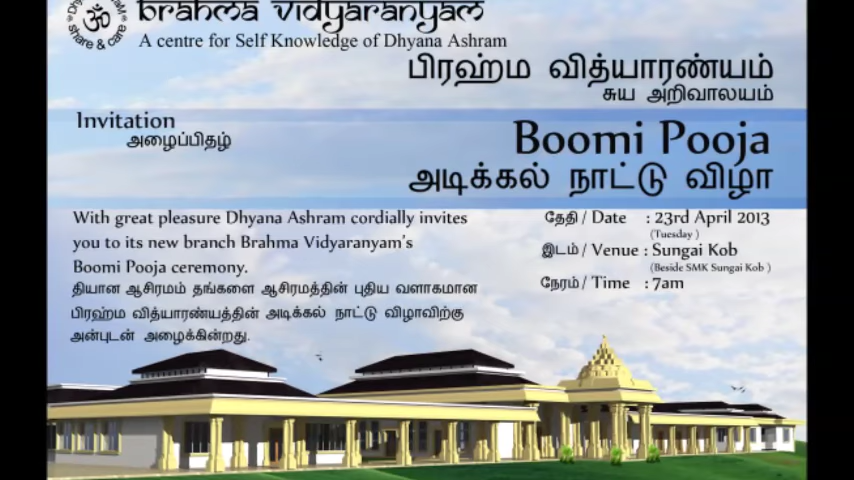 Brahma Vidyaranyam
A centre for Self Knowledge of Dhyana Ashram
share & care
பிரஹ்ம வித்யாரண்யம்
சுய அறிவாலயம்
Invitation
அழைப்பிதழ்
Boomi Pooja
அடிக்கல் நாட்டு விழா
With great pleasure Dhyana Ashram cordially invites
you to its new branch Brahma Vidyaranyam's
Boomi Pooja ceremony.
தியான ஆசிரமம் தங்களை ஆசிரமத்தின் புதிய வளாகமான
பிரஹ்ம வித்யாரண்யத்தின் அடிக்கல் நாட்டு விழாவிற்கு
அன்புடன் அழைக்கின்றது.
தேதி / Date : 23rd April 2013
(Tuesday)
இடம் / Venue : Sungai Kob
(Beside SMK Sungai Kob)
நேரம் / Time : 7am